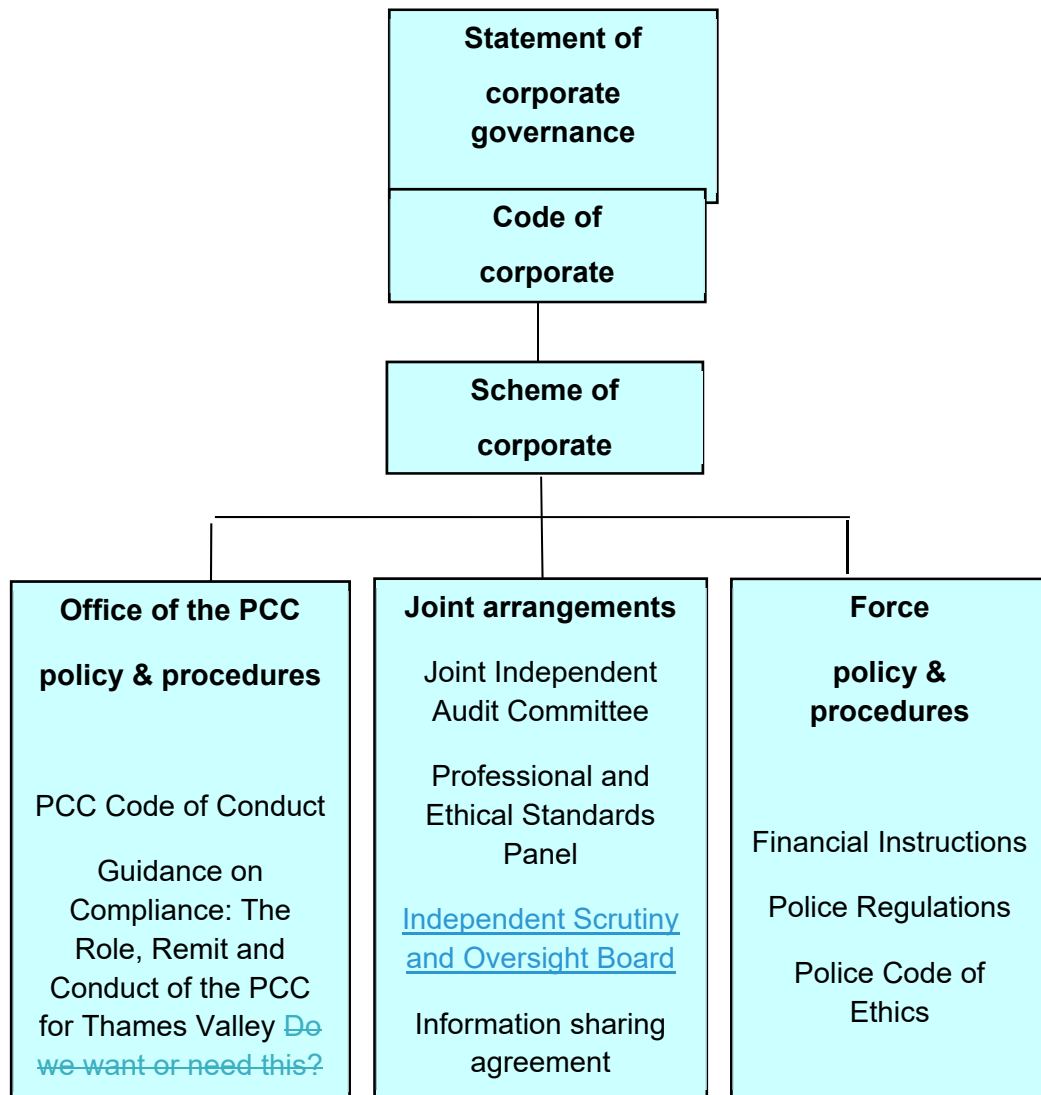 Statement of
corporate
governance
Code of
corporate
Scheme of
corporate
Office of the PCC
policy & procedures
PCC Code of Conduct
Guidance on
Compliance: The
Role, Remit and
Conduct of the PCC
for Thames Valley Do
we want or need this?
Joint arrangements
Joint Independent
Audit Committee
Professional and
Ethical Standards
Panel
Independent Scrutiny
and Oversight Board
Information sharing
agreement
Force
policy &
procedures
Financial Instructions
Police Regulations
Police Code of
Ethics